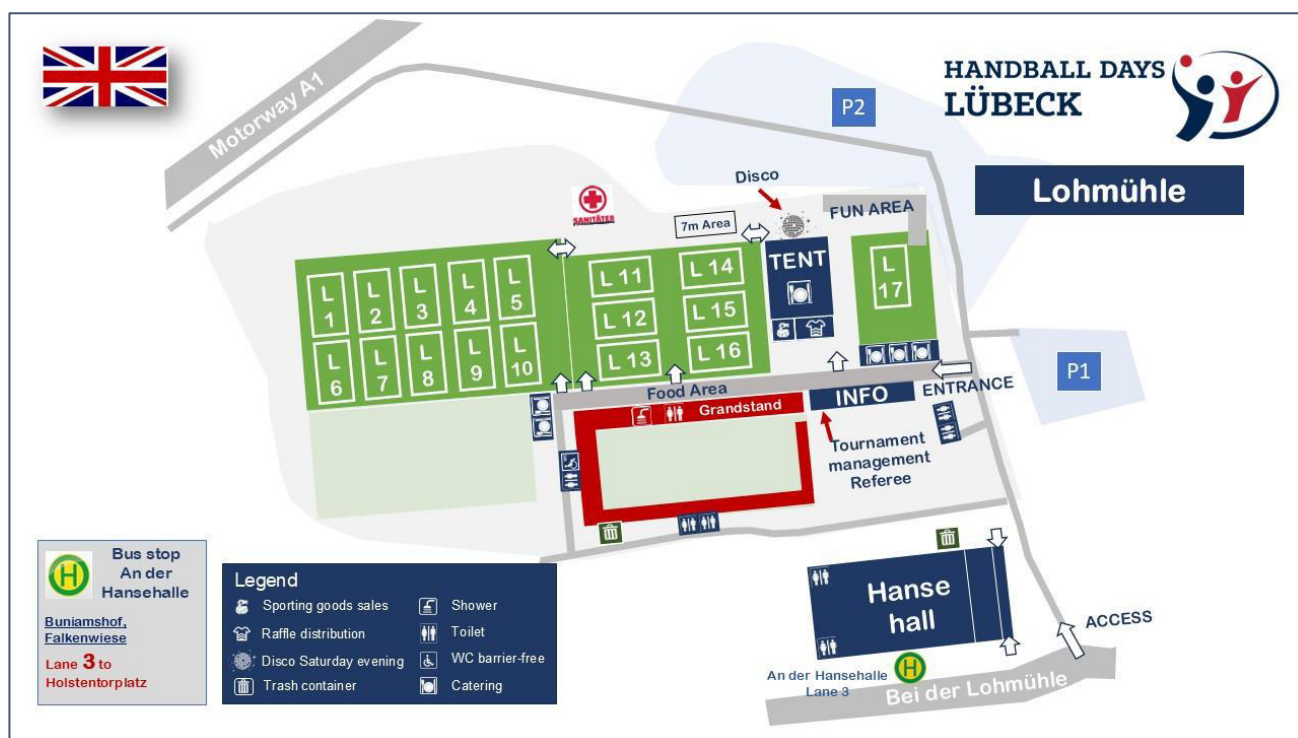 Motorway A1
P2
HANDBALL DAYS
LÜBECK
Lohmühle
Disco
SANITÄTER
7m Area
FUN AREA
TENT
L 1
L 2
L 3
L 4
L 5
L 6
L 7
L 8
L 9
L 10
L 11
L 12
L 13
L 14
L 15
L 16
L 17
P1
Food Area
INFO
ENTRANCE
Grandstand
Tournament
management
Referee
Hanse
hall
ACCESS
An der Hansehalle
Lane 3
H
Bei der Lohmühle
H
Bus stop
An der
Hansehalle
Buniamshof,
Falkenwiese
Lane 3 to
Holstentorplatz
Legend
Sporting goods sales
Raffle distribution
Disco Saturday evening
Trash container
Shower
Toilet
WC barrier-free
Catering